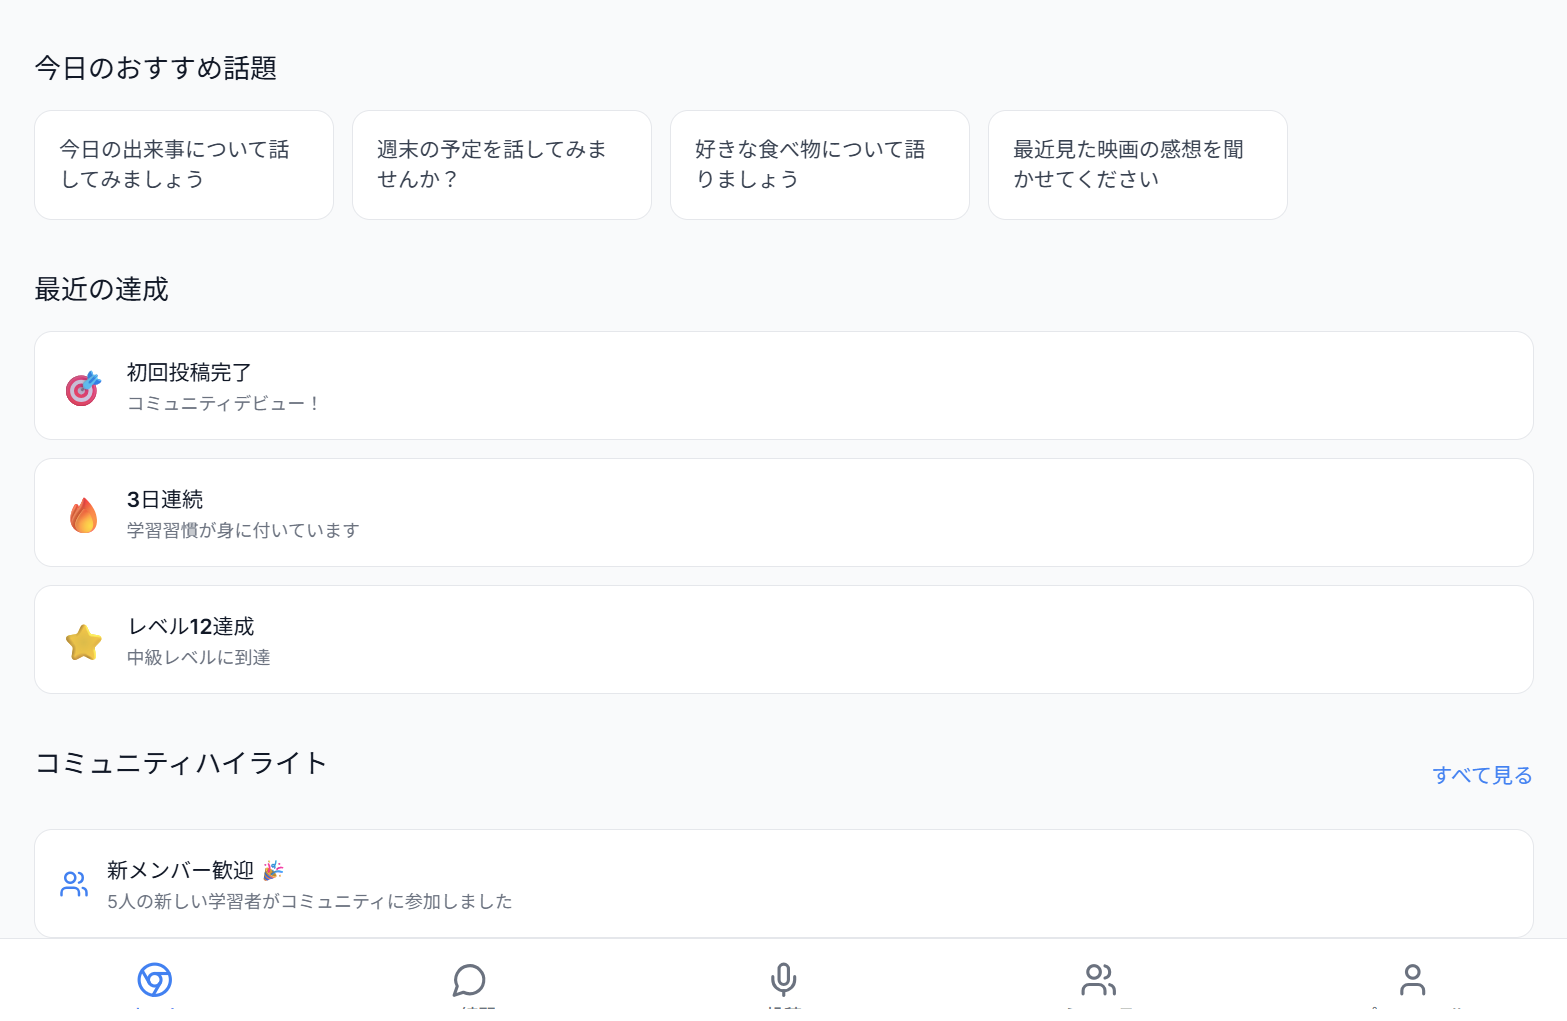 今日のおすすめ話題
今日の出来事について話
してみましょう
週末の予定を話してみま
せんか？
好きな食べ物について語
りましょう
最近見た映画の感想を聞
かせてください
最近の達成
初回投稿完了
コミュニティデビュー！
3日連続
学習習慣が身に付いています
レベル12達成
中級レベルに到達
コミュニティハイライト
すべて見る
新メンバー歓迎 🎉
5人の新しい学習者がコミュニティに参加しました